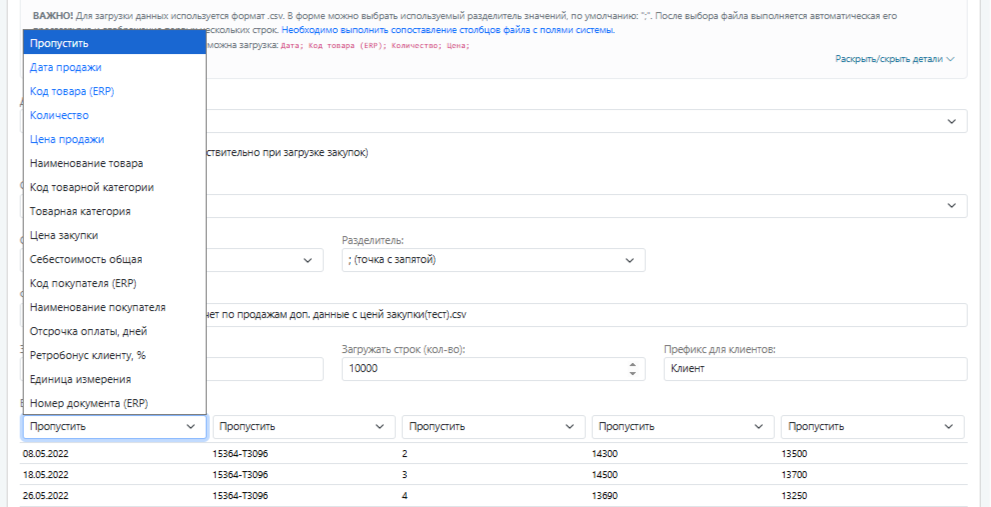 ВАЖНО! Для загрузки данных используется формат .csv. В форме можно выбрать используемый разделитель значений, по умолчанию: ";". После выбора файла выполняется автоматическая его
нескольких строк. Необходимо выполнить сопоставление столбцов файла с полями системы.
можна загрузка: Дата; Код товара (ERP); Количество; Цена;
Раскрыть/скрыть детали
Пропустить
Дата продажи
Код товара (ERP)
Количество
Цена продажи
Наименование товара
Код товарной категории
Товарная категория
Цена закупки
Себестоимость общая
Код покупателя (ERP)
Наименование покупателя
Отсрочка оплаты, дней
Ретробонус клиенту, %
Единица измерения
Номер документа (ERP)
ствительно при загрузке закупок)
Разделитель:
; (точка с запятой)
чет по продажам доп. данные с ценй закупки(тест).csv
Загружать строк (кол-во):
Префикс для клиентов:
10000
Клиент
Пропустить Пропустить Пропустить Пропустить Пропустить
08.05.2022 15364-T3096 2 14300 13500
18.05.2022 15364-T3096 3 14500 13700
26.05.2022 15364-T3096 4 13690 13250